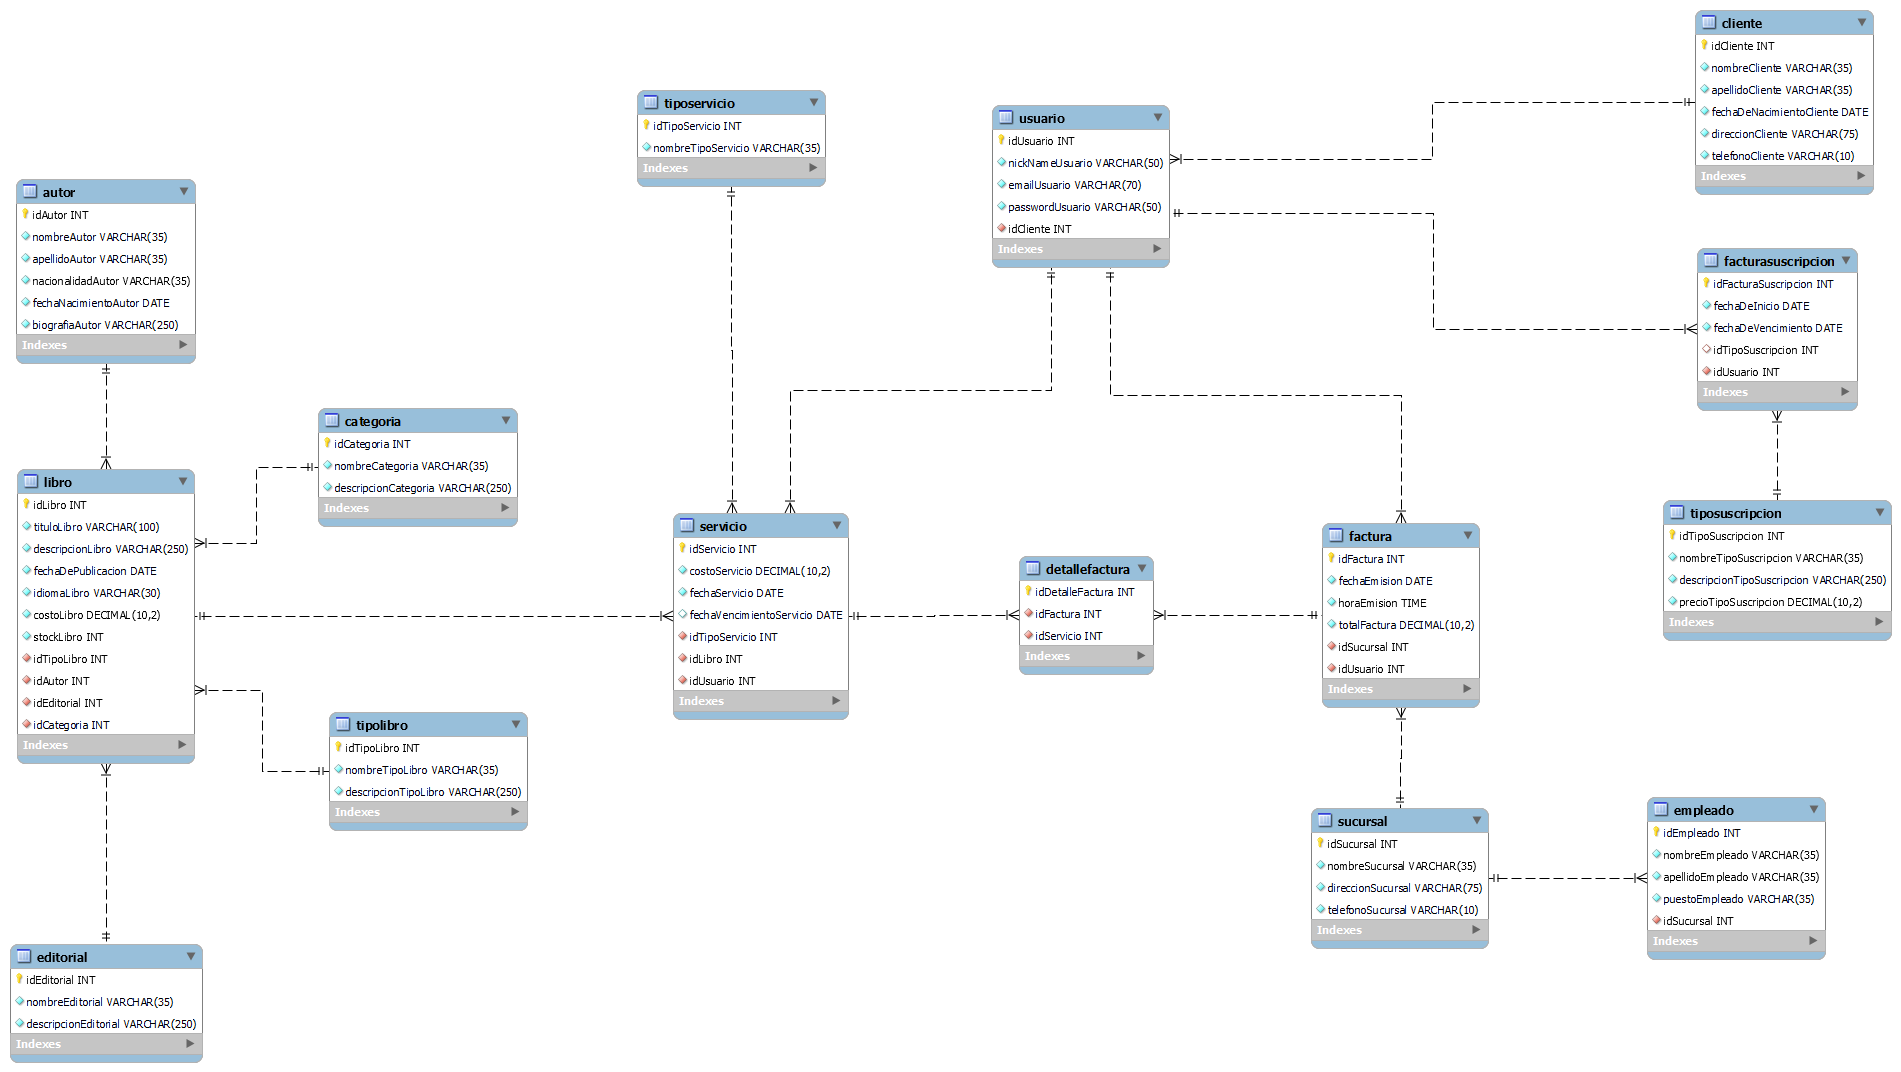 cliente
idCliente INT
nombreCliente VARCHAR(35)
apellidoCliente VARCHAR(35)
fechaDeNacimientoCliente DATE
direccionCliente VARCHAR(75)
telefonoCliente VARCHAR(10)
Indexes
tiposervicio
idTipoServicio INT
nombreTipoServicio VARCHAR(35)
Indexes
usuario
idUsuario INT
nickNameUsuario VARCHAR(50)
emailUsuario VARCHAR(70)
passwordUsuario VARCHAR(50)
idCliente INT
Indexes
autor
idAutor INT
nombreAutor VARCHAR(35)
apellidoAutor VARCHAR(35)
nacionalidadAutor VARCHAR(35)
fechaNacimientoAutor DATE
biografiaAutor VARCHAR(250)
Indexes
facturasuscripcion
idFacturaSuscripcion INT
fechaDeInicio DATE
fechaDeVencimiento DATE
idTipoSuscripcion INT
idUsuario INT
Indexes
categoria
idCategoria INT
nombreCategoria VARCHAR(35)
descripcionCategoria VARCHAR(250)
Indexes
libro
idLibro INT
tituloLibro VARCHAR(100)
descripcionLibro VARCHAR(250)
fechaDePublicacion DATE
idiomaLibro VARCHAR(30)
costoLibro DECIMAL(10,2)
stockLibro INT
idTipoLibro INT
idAutor INT
idEditorial INT
idCategoria INT
Indexes
servicio
idServicio INT
costoServicio DECIMAL(10,2)
fechaServicio DATE
fechaVencimientoServicio DATE
idTipoServicio INT
idLibro INT
idUsuario INT
Indexes
detallefactura
idDetalleFactura INT
idFactura INT
idServicio INT
Indexes
factura
idFactura INT
fechaEmision DATE
horaEmision TIME
totalFactura DECIMAL(10,2)
idSucursal INT
idUsuario INT
Indexes
tiposuscripcion
idTipoSuscripcion INT
nombreTipoSuscripcion VARCHAR(35)
descripcionTipoSuscripcion VARCHAR(250)
precioTipoSuscripcion DECIMAL(10,2)
Indexes
tipolibro
idTipoLibro INT
nombreTipoLibro VARCHAR(35)
descripcionTipoLibro VARCHAR(250)
Indexes
sucursal
idSucursal INT
nombreSucursal VARCHAR(35)
direccionSucursal VARCHAR(75)
telefonoSucursal VARCHAR(10)
Indexes
empleado
idEmpleado INT
nombreEmpleado VARCHAR(35)
apellidoEmpleado VARCHAR(35)
puestoEmpleado VARCHAR(35)
idSucursal INT
Indexes
editorial
idEditorial INT
nombreEditorial VARCHAR(35)
descripcionEditorial VARCHAR(250)
Indexes